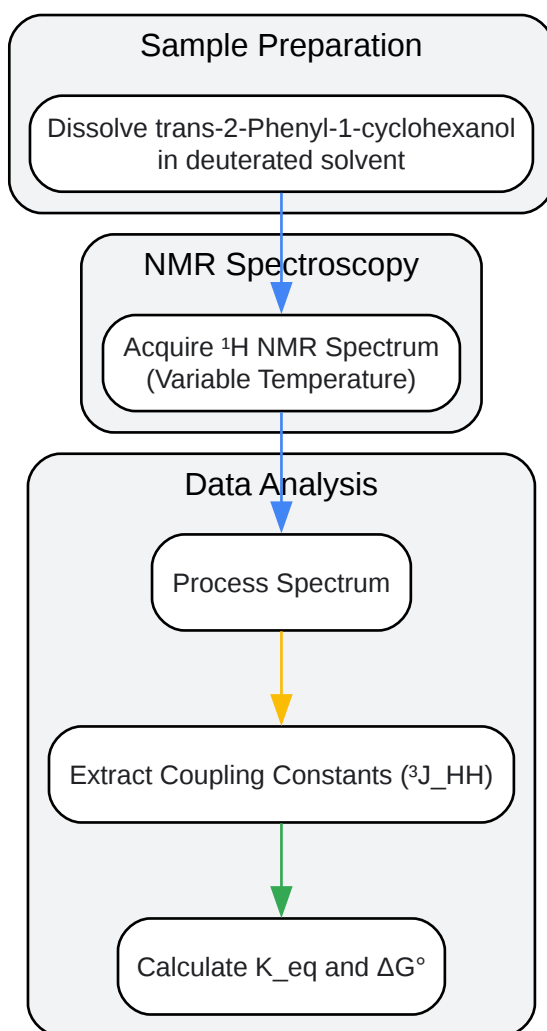 Sample Preparation
Dissolve trans-2-Phenyl-1-cyclohexanol
in deuterated solvent
NMR Spectroscopy
Acquire ¹H NMR Spectrum
(Variable Temperature)
Data Analysis
Process Spectrum
Extract Coupling Constants (³J_HH)
Calculate K_eq and ΔG°